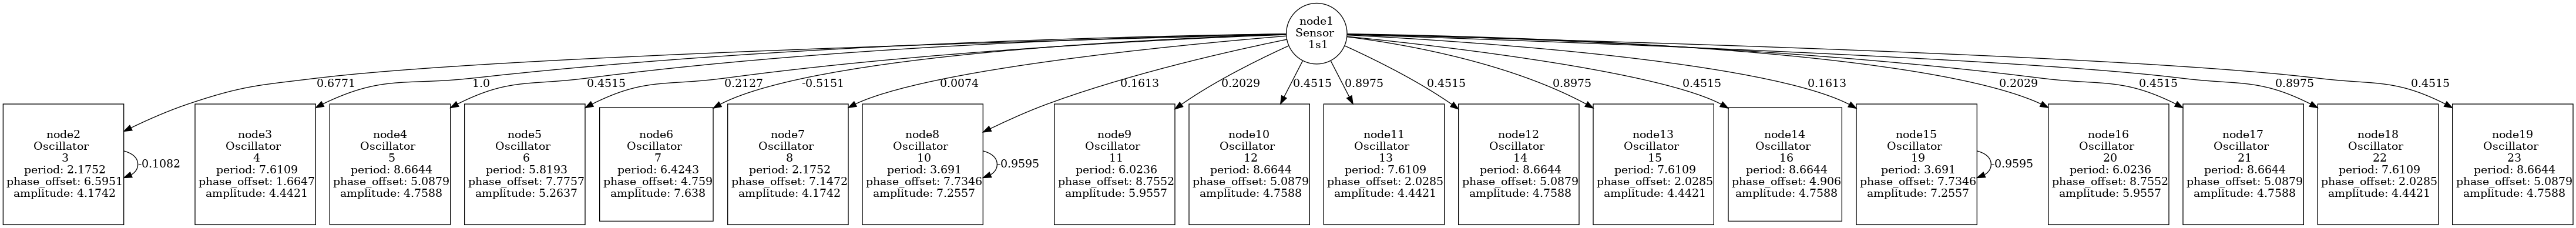 node1
Sensor
1s1
0.6771
1.0
0.4515
0.2127
-0.5151
0.0074
0.1613
0.2029
0.4515
0.8975
0.4515
0.8975
0.4515
0.1613
0.2029
0.4515
0.8975
0.4515
node2
Oscillator
3
period: 2.1752
phase_offset: 6.5951
amplitude: 4.1742
-0.1082
node3
Oscillator
4
period: 7.6109
phase_offset: 1.6647
amplitude: 4.4421
node4
Oscillator
5
period: 8.6644
phase_offset: 5.0879
amplitude: 4.7588
node5
Oscillator
6
period: 5.8193
phase_offset: 7.7757
amplitude: 5.2637
node6
Oscillator
7
period: 6.4243
phase_offset: 4.759
amplitude: 7.638
node7
Oscillator
8
period: 2.1752
phase_offset: 7.1472
amplitude: 4.1742
node8
Oscillator
10
period: 3.691
phase_offset: 7.7346
amplitude: 7.2557
-0.9595
node9
Oscillator
11
period: 6.0236
phase_offset: 8.7552
amplitude: 5.9557
node10
Oscillator
12
period: 8.6644
phase_offset: 5.0879
amplitude: 4.7588
node11
Oscillator
13
period: 7.6109
phase_offset: 2.0285
amplitude: 4.4421
node12
Oscillator
14
period: 8.6644
phase_offset: 5.0879
amplitude: 4.7588
node13
Oscillator
15
period: 7.6109
phase_offset: 2.0285
amplitude: 4.4421
node14
Oscillator
16
period: 8.6644
phase_offset: 4.906
amplitude: 4.7588
node15
Oscillator
19
period: 3.691
phase_offset: 7.7346
amplitude: 7.2557
-0.9595
node16
Oscillator
20
period: 6.0236
phase_offset: 8.7552
amplitude: 5.9557
node17
Oscillator
21
period: 8.6644
phase_offset: 5.0879
amplitude: 4.7588
node18
Oscillator
22
period: 7.6109
phase_offset: 2.0285
amplitude: 4.4421
node19
Oscillator
23
period: 8.6644
phase_offset: 5.0879
amplitude: 4.7588